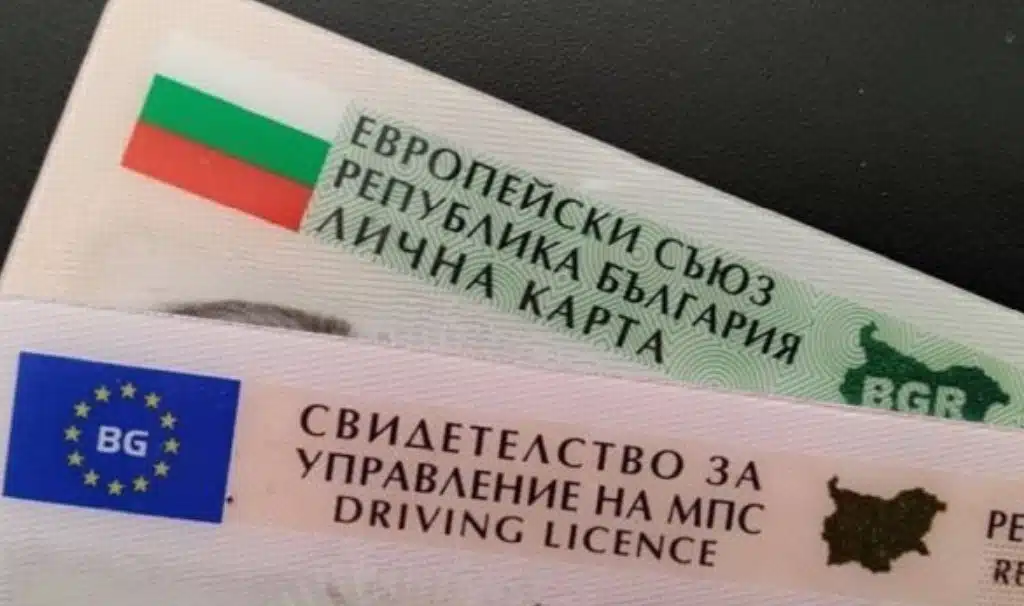 ЕВРОПЕЙСКИ СЪЮЗ
РЕПУБЛИКА БЪЛГАРИЯ
ЛИЧНА КАРТА
BGR
BG
СВИДЕТЕЛСТВО ЗА
УПРАВЛЕНИЕ НА МПС
DRIVING LICENCE